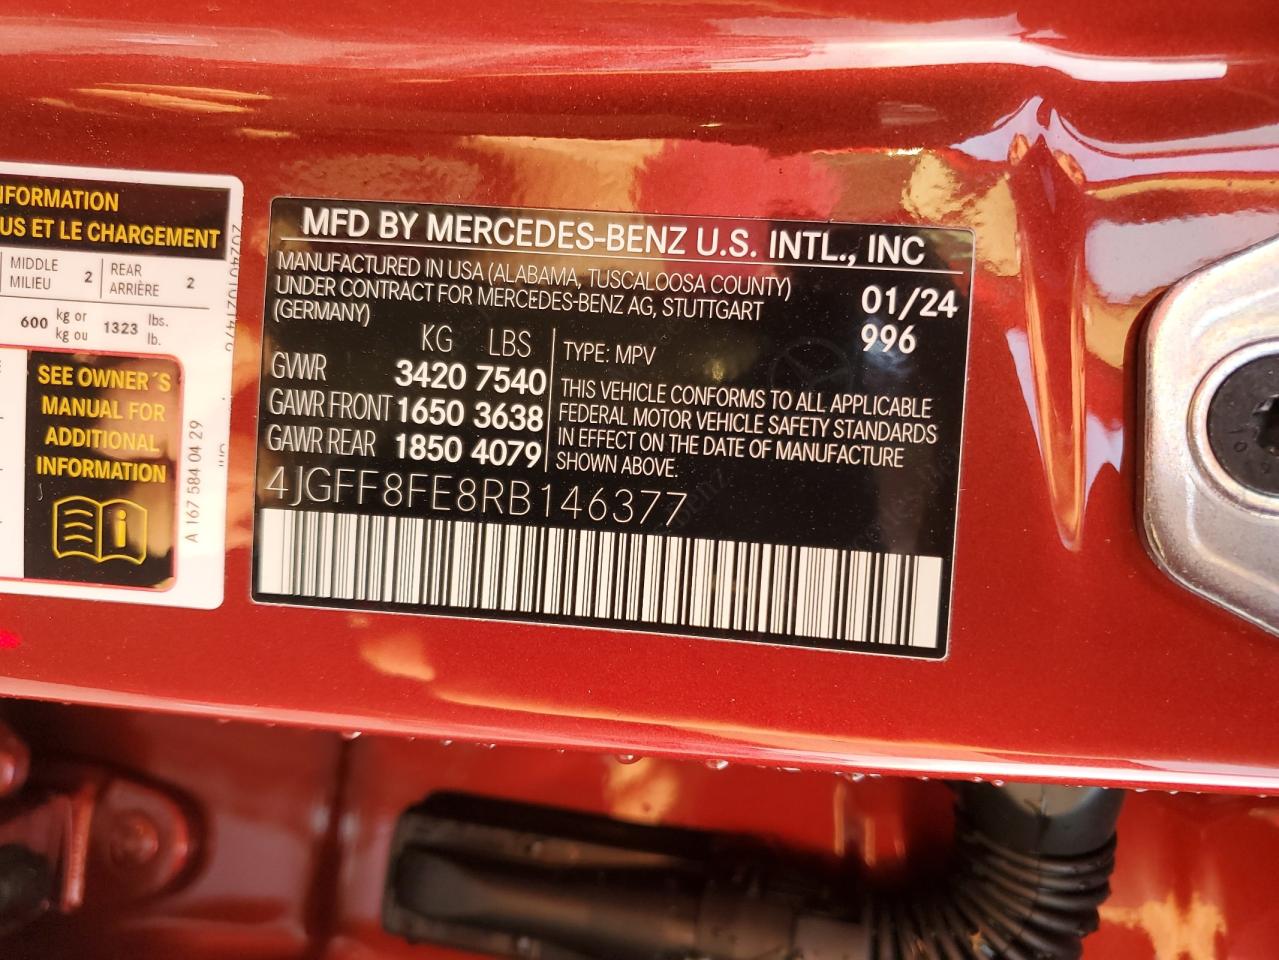 NFORMATION
US ET LE CHARGEMENT
MIDDLE
MILIEU
2
REAR
ARRIÈRE
2
600 kg or
kg ou 1323 lbs.
lb.
SEE OWNER´S
MANUAL FOR
ADDITIONAL
INFORMATION
A 167 584 04 29
MFD BY MERCEDES-BENZ U.S. INTL., INC
MANUFACTURED IN USA (ALABAMA, TUSCALOOSA COUNTY)
UNDER CONTRACT FOR MERCEDES-BENZ AG, STUTTGART
(GERMANY)
01/24
996
KG LBS
GVWR 3420 7540
GAWR FRONT 1650 3638
GAWR REAR 1850 4079
TYPE: MPV
THIS VEHICLE CONFORMS TO ALL APPLICABLE
FEDERAL MOTOR VEHICLE SAFETY STANDARDS
IN EFFECT ON THE DATE OF MANUFACTURE
SHOWN ABOVE.
4JGFF8FE8RB146377